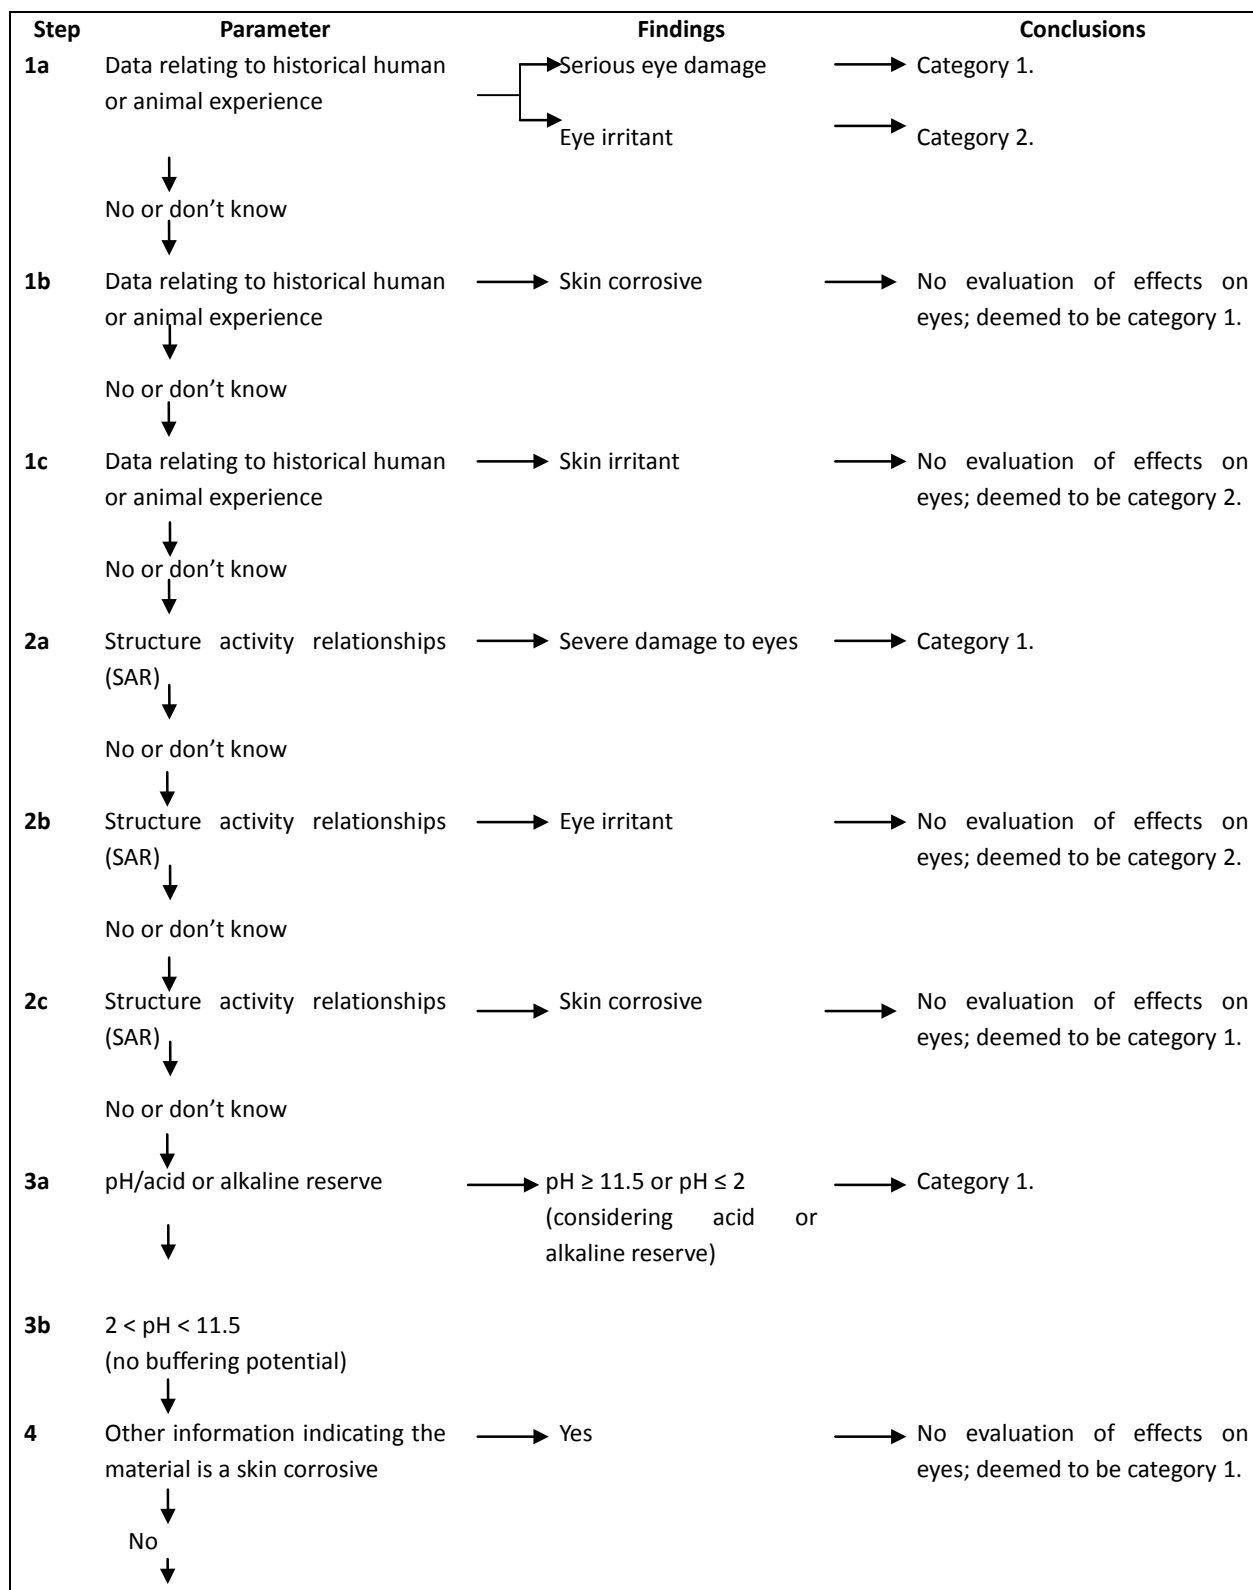 Step Parameter Findings Conclusions
1a Data relating to historical human Serious eye damage Category 1.
or animal experience
Eye irritant Category 2.
No or don’t know
1b Data relating to historical human Skin corrosive No evaluation of effects on
or animal experience eyes; deemed to be category 1.
No or don’t know
1c Data relating to historical human Skin irritant No evaluation of effects on
or animal experience eyes; deemed to be category 2.
No or don’t know
2a Structure activity relationships Severe damage to eyes Category 1.
(SAR)
No or don’t know
2b Structure activity relationships Eye irritant No evaluation of effects on
(SAR) eyes; deemed to be category 2.
No or don’t know
2c Structure activity relationships Skin corrosive No evaluation of effects on
(SAR) eyes; deemed to be category 1.
No or don’t know
3a pH/acid or alkaline reserve pH ≥ 11.5 or pH ≤ 2 Category 1.
(considering acid or
alkaline reserve)
3b 2 < pH < 11.5
(no buffering potential)
4 Other information indicating the Yes No evaluation of effects on
material is a skin corrosive eyes; deemed to be category 1.
No